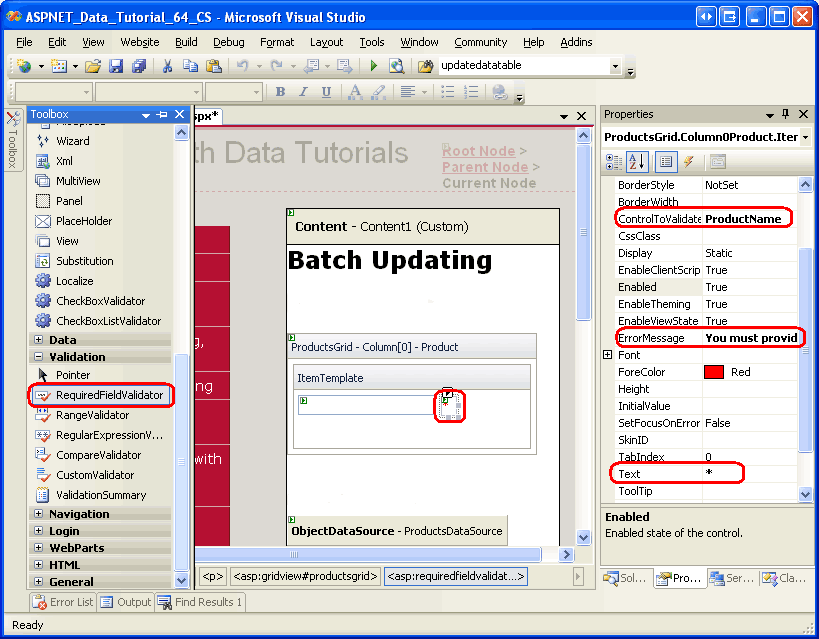 ASPNET_Data_Tutorial_64_CS - Microsoft Visual Studio
File Edit View Website Build Debug Format Layout Tools Window Community Help Addins
updatedatatable
Toolbox
Toolbox
Wizard
Xml
MultiView
Panel
PlaceHolder
View
Substitution
Localize
CheckBoxValidator
CheckBoxListValidator
Data
Validation
Pointer
RequiredFieldValidator
RangeValidator
RegularExpressionV...
CompareValidator
CustomValidator
ValidationSummary
Navigation
Login
WebParts
HTML
General
spx*
th Data Tutorials
Root Node >
Parent Node >
Current Node
g,
ing
with
Content - Content1 (Custom)
Batch Updating
ProductsGrid - Column[0] - Product
ItemTemplate
ObjectDataSource - ProductsDataSource
<p> <asp:gridview#productsgrid> <asp:requiredfieldvalidat...>
Properties
ProductsGrid.Column0Product.Iter
BorderStyle NotSet
BorderWidth
ControlToValidate ProductName
CssClass
Display Static
EnableClientScrip True
Enabled True
EnableTheming True
EnableViewState True
ErrorMessage You must provid
Font
ForeColor Red
Height
InitialValue
SetFocusOnError False
SkinID
TabIndex 0
Text *
ToolTip
Enabled
Enabled state of the control.
Sol... Pro... Ser... Cla...
Error List Output Find Results 1
Ready